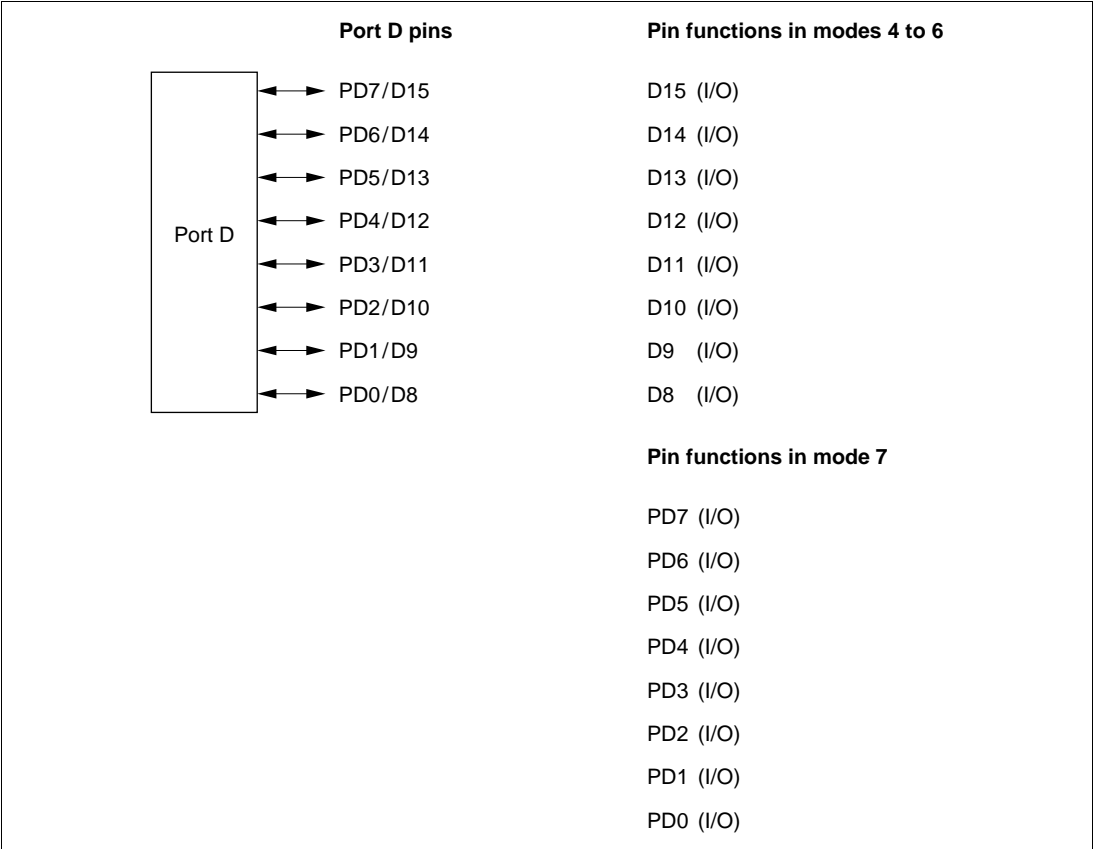 Port D pins Pin functions in modes 4 to 6
PD7/D15 D15 (I/O)
PD6/D14 D14 (I/O)
PD5/D13 D13 (I/O)
PD4/D12 D12 (I/O)
Port D
PD3/D11 D11 (I/O)
PD2/D10 D10 (I/O)
PD1/D9 D9 (I/O)
PD0/D8 D8 (I/O)
Pin functions in mode 7
PD7 (I/O)
PD6 (I/O)
PD5 (I/O)
PD4 (I/O)
PD3 (I/O)
PD2 (I/O)
PD1 (I/O)
PD0 (I/O)